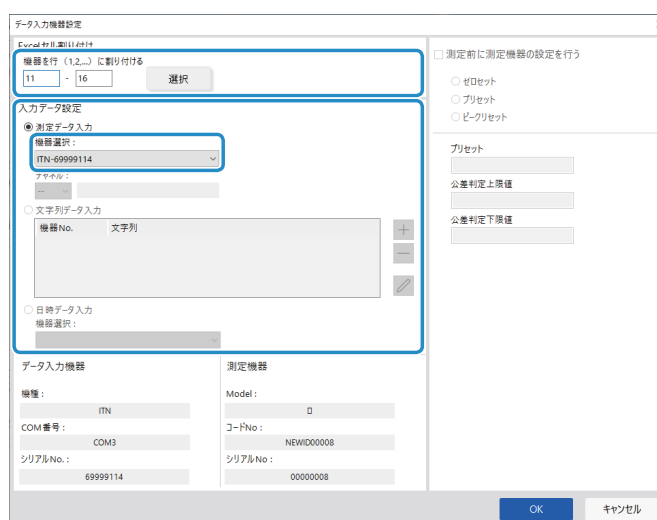 データ入力機器設定
Excelセル割り付け
機器を行（1,2,...）に割り付ける
11 - 16 選択
入力データ設定
測定データ入力
機器選択：
ITN-69999114
チャネル：
--
文字列データ入力
機器No. 文字列
日時データ入力
機器選択：
データ入力機器
機種：
ITN
COM番号：
COM3
シリアルNo.：
69999114
測定機器
Model：
コードNo：
NEWID00008
シリアルNo：
00000008
測定前に測定機器の設定を行う
ゼロセット
プリセット
ピークリセット
プリセット
公差判定上限値
公差判定下限値
OK キャンセル